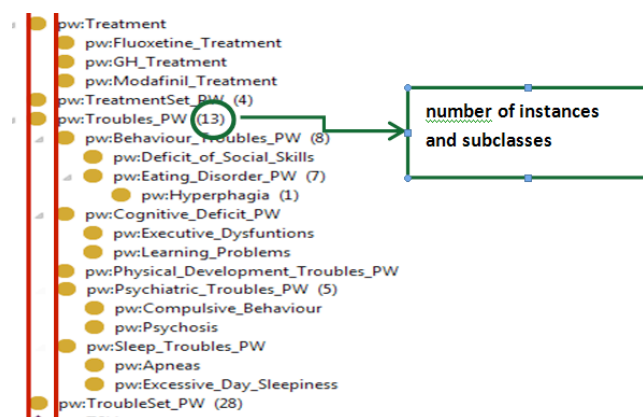 pw:Treatment
pw:Fluoxetine_Treatment
pw:GH_Treatment
pw:Modafinil_Treatment
pw:TreatmentSet_PW (4)
pw:Troubles_PW (13)
number of instances
and subclasses
pw:Behaviour_Troubles_PW (8)
pw:Deficit_of_Social_Skills
pw:Eating_Disorder_PW (7)
pw:Hyperphagia (1)
pw:Cognitive_Deficit_PW
pw:Executive_Dysfuntions
pw:Learning_Problems
pw:Physical_Development_Troubles_PW
pw:Psychiatric_Troubles_PW (5)
pw:Compulsive_Behaviour
pw:Psychosis
pw:Sleep_Troubles_PW
pw:Apneas
pw:Excessive_Day_Sleepiness
pw:TroubleSet_PW (28)